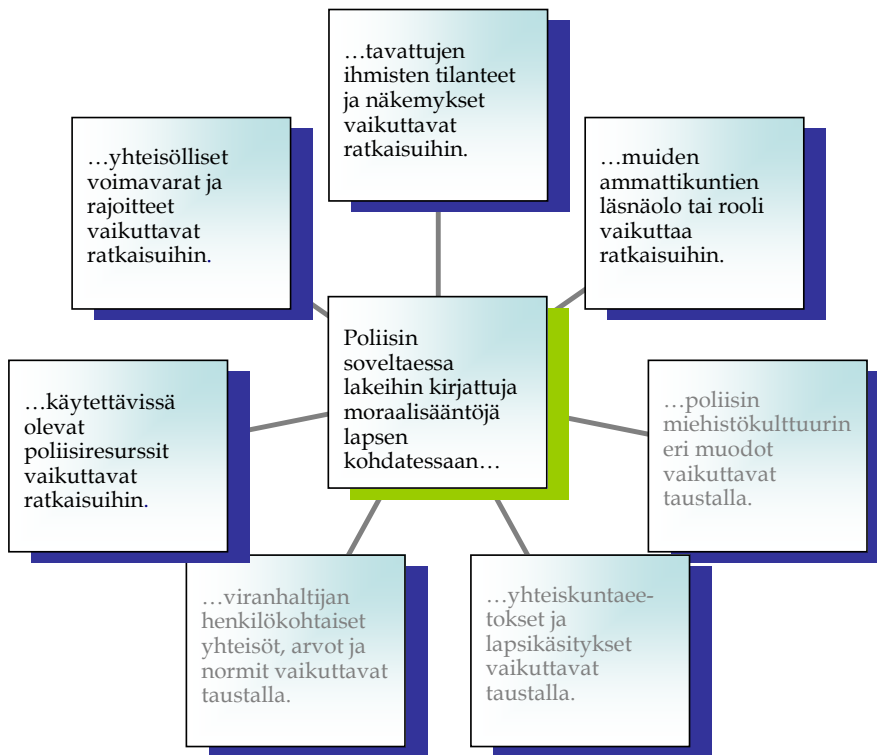 …tavattujen
ihmisten tilanteet
ja näkemykset
vaikuttavat
ratkaisuihin.
…yhteisölliset
voimavarat ja
rajoitteet
vaikuttavat
ratkaisuihin.
…muiden
ammattikuntien
läsnäolo tai rooli
vaikuttaa
ratkaisuihin.
Poliisin
soveltaessa
lakeihin kirjattuja
moraalisääntöjä
lapsen
kohdatessaan…
…käytettävissä
olevat
poliisiresurssit
vaikuttavat
ratkaisuihin.
…poliisin
miehistökulttuurin
eri muodot
vaikuttavat
taustalla.
…viranhaltijan
henkilökohtaiset
yhteisöt, arvot ja
normit vaikuttavat
taustalla.
…yhteiskuntaee-
tokset ja
lapsikäsitykset
vaikuttavat
taustalla.